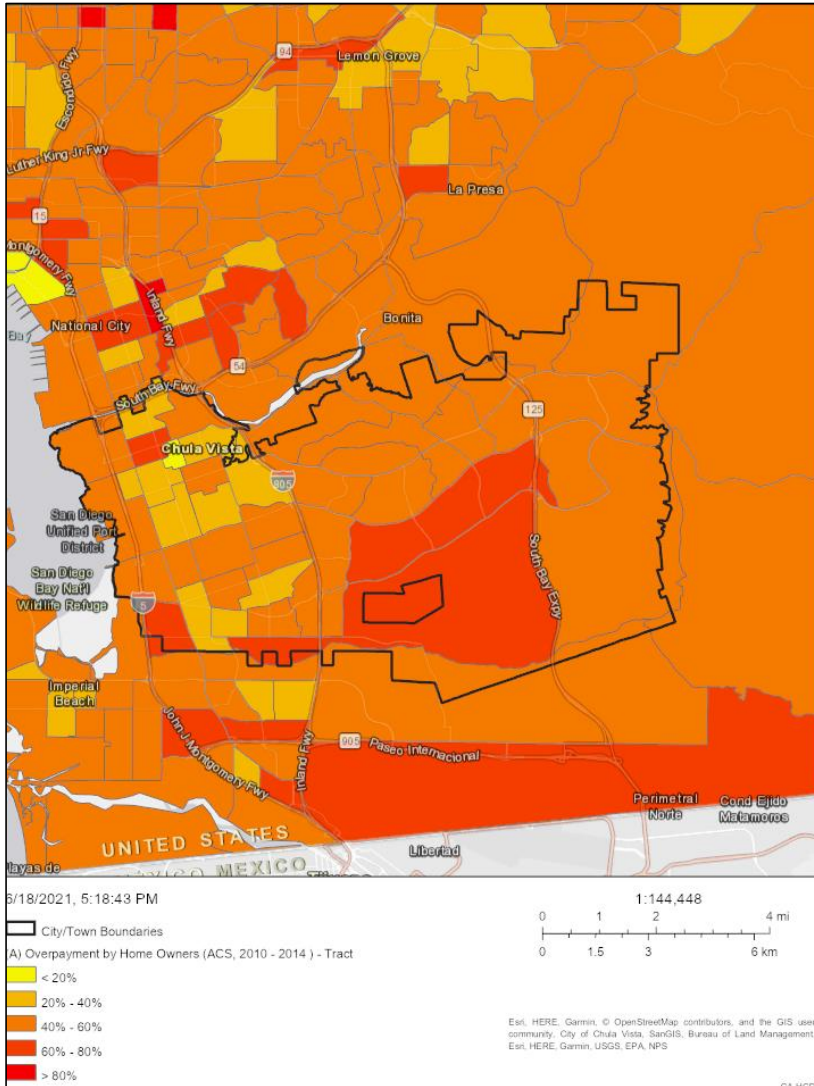 94
Lemon Grove
Escondido Fwy
Luther King Jr Fwy
La Presa
15
Montgomery Fwy
Inland Fwy
National City
Bonita
Bay
54
South Bay Fwy
125
Chula Vista
805
San Diego
Unified Port
District
San Diego
Bay Nat'l
Wildlife Refuge
South Bay Expy
5
Imperial
Beach
John J Montgomery Fwy
Inland Fwy
905
Paseo Internacional
Perimetral
Norte
Cond Ejido
Matamoros
UNITED STATES
MEXICO
Libertad
layas de
6/18/2021, 5:18:43 PM
1:144,448
City/Town Boundaries
0 1 2 4 mi
0 1.5 3 6 km
(A) Overpayment by Home Owners (ACS, 2010 - 2014 ) - Tract
< 20%
20% - 40%
40% - 60%
60% - 80%
> 80%
Esri, HERE, Garmin, © OpenStreetMap contributors, and the GIS user
community, City of Chula Vista, SanGIS, Bureau of Land Management,
Esri, HERE, Garmin, USGS, EPA, NPS